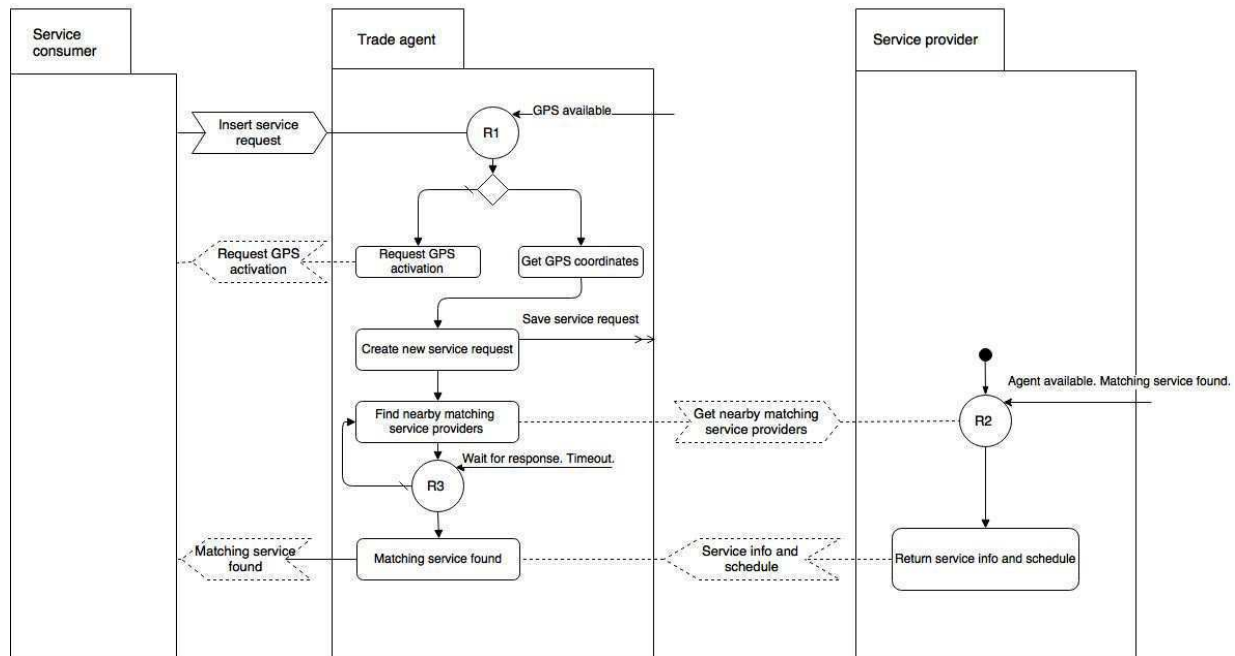 Service
consumer
Trade agent
Service provider
Insert service
request
R1
GPS available
Request GPS
activation
Request GPS
activation
Get GPS coordinates
Save service request
Create new service request
Agent available. Matching service found.
Find nearby matching
service providers
Get nearby matching
service providers
R2
Wait for response. Timeout.
R3
Matching service
found
Matching service found
Service info and
schedule
Return service info and schedule